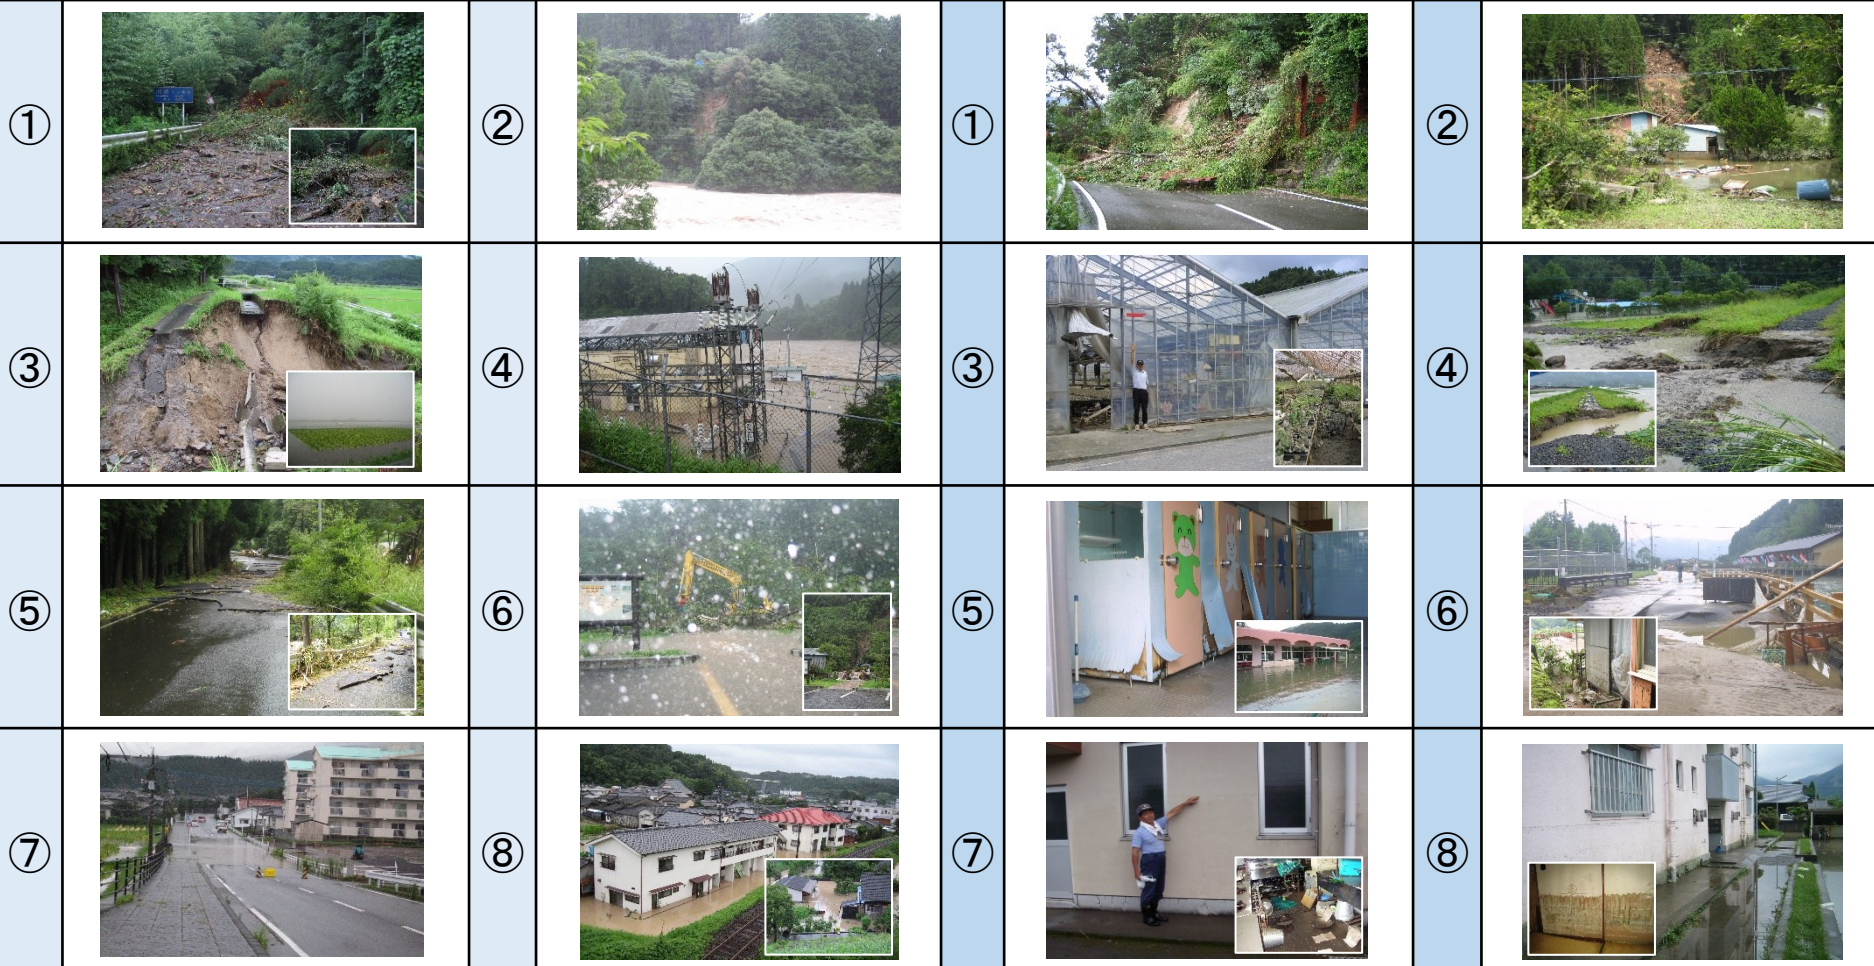 ① ② ① ②
③ ④ ③ ④
⑤ ⑥ ⑤ ⑥
⑦ ⑧ ⑦ ⑧